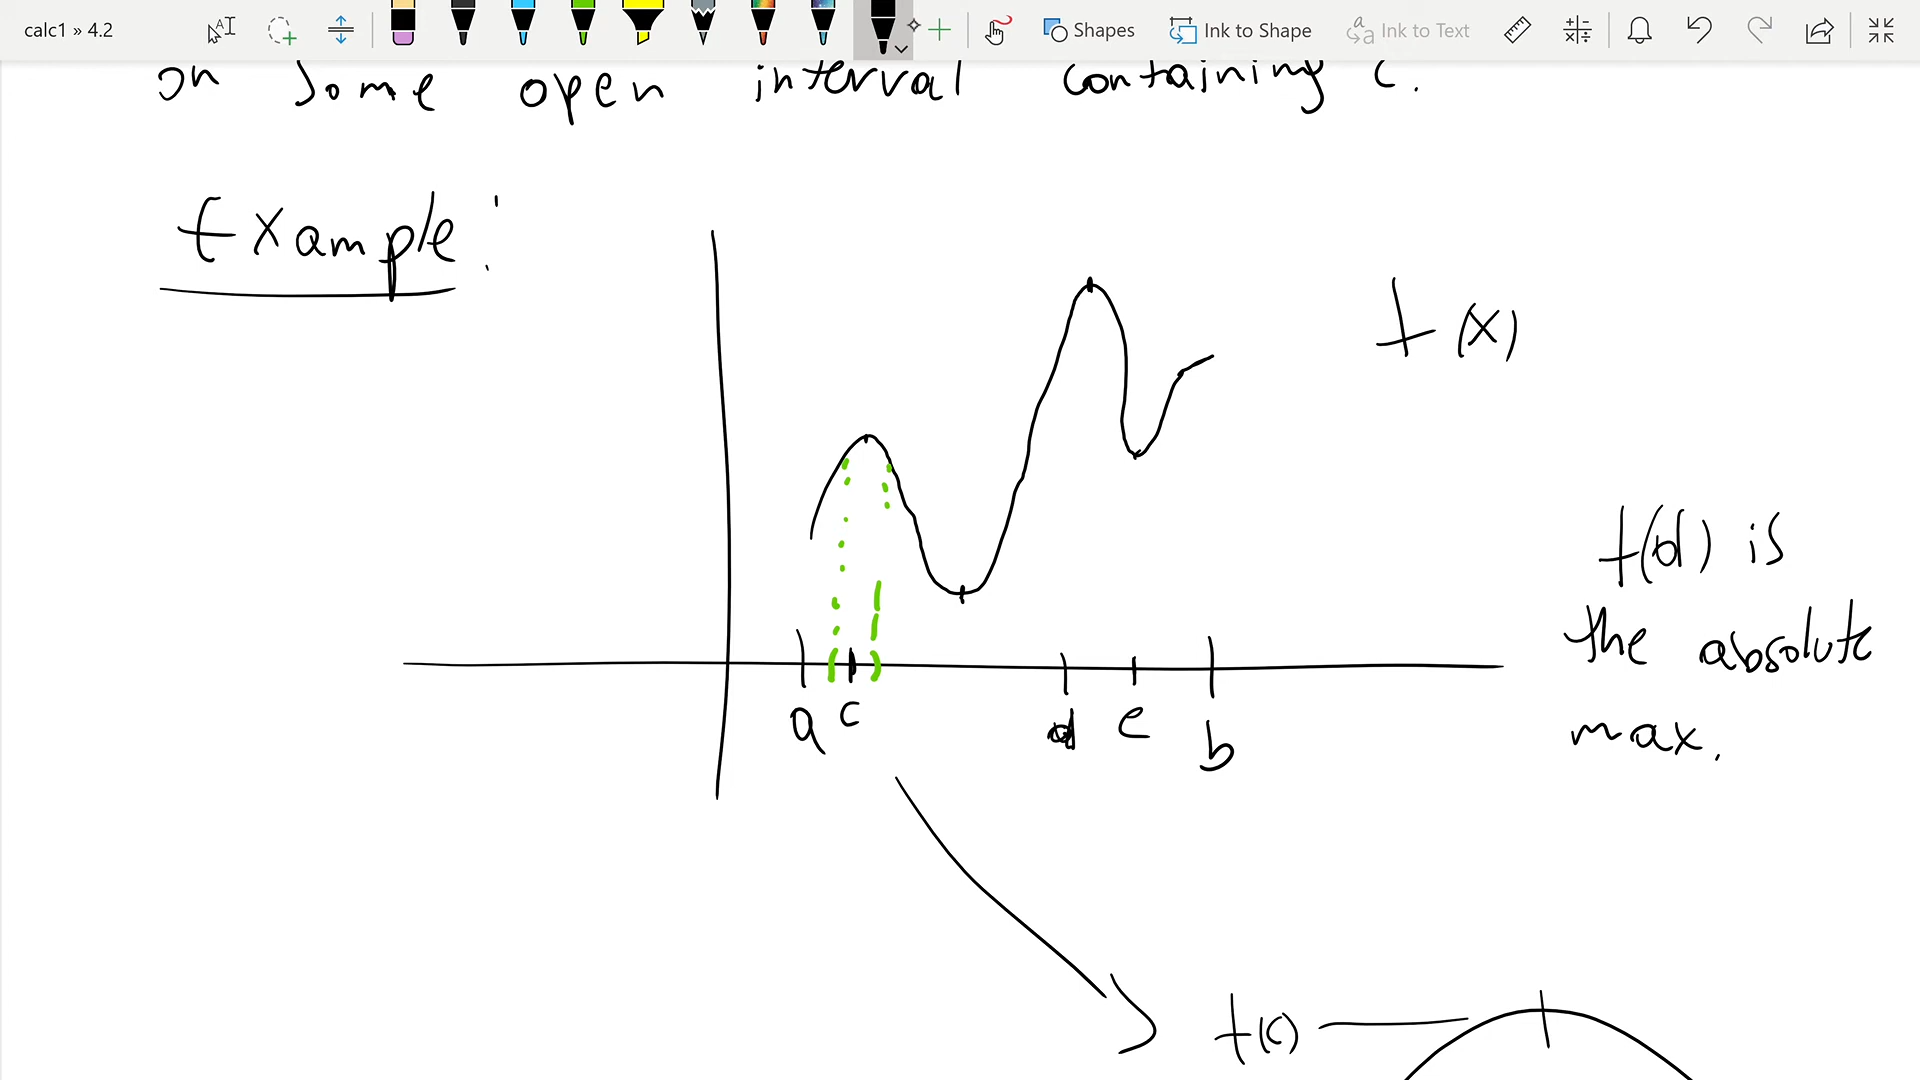 calc1 » 4.2
Shapes
Ink to Shape
Ink to Text
on some open interval containing c.
Example:
f(x)
f(d) is
the absolute
max.
a c d e b
f(c)